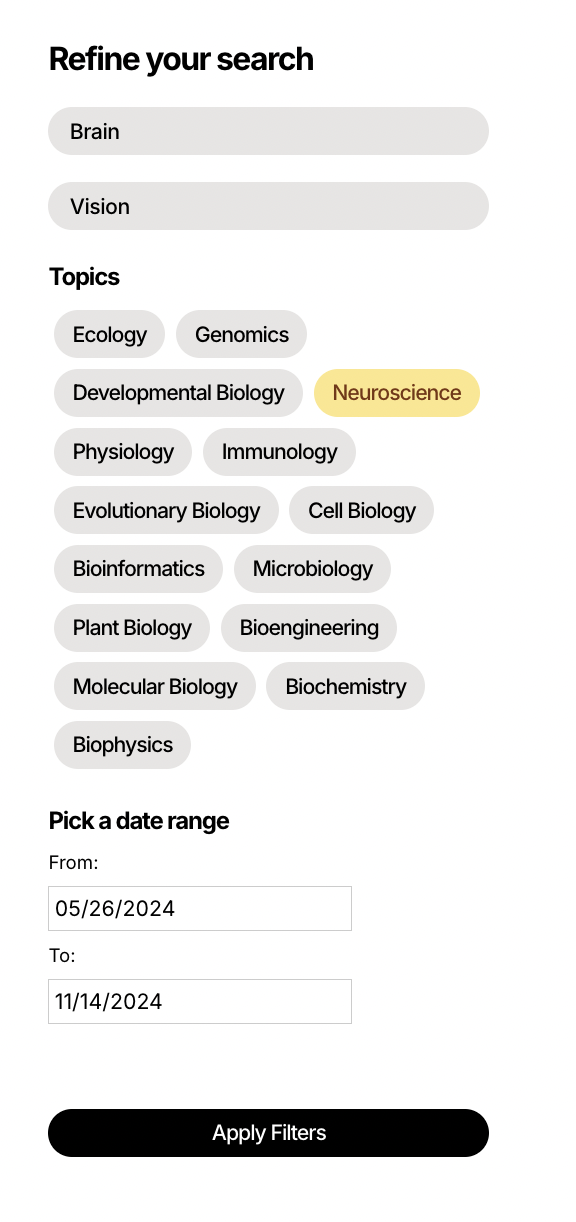 Refine your search
Brain
Vision
Topics
Ecology Genomics
Developmental Biology Neuroscience
Physiology Immunology
Evolutionary Biology Cell Biology
Bioinformatics Microbiology
Plant Biology Bioengineering
Molecular Biology Biochemistry
Biophysics
Pick a date range
From:
05/26/2024
To:
11/14/2024
Apply Filters